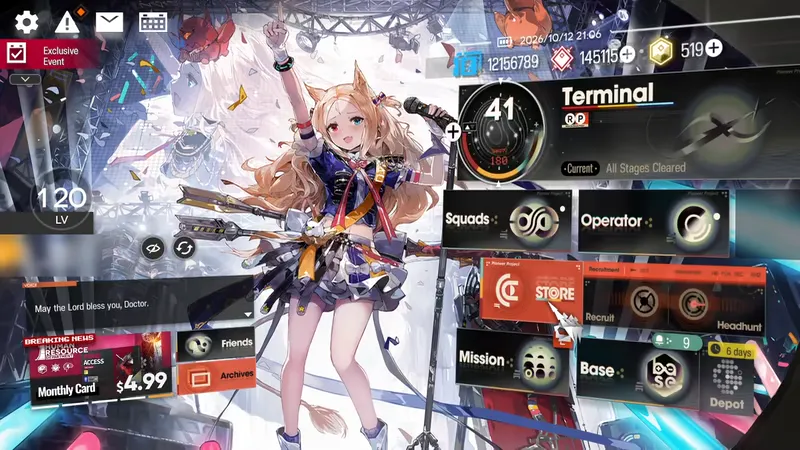 Exclusive
Event
2026/10/12 21:06
12156789
145115
519
41
180
Terminal
RP
Current
All Stages Cleared
120
LV
Squads
Operator
STORE
Recruitment
Recruit
Headhunt
May the Lord bless you, Doctor.
BREAKING NEWS
HUMAN
RESOURCE
ACCESS
Monthly Card
$4.99
Friends
Archives
Mission
Base
base
9
6 days
Depot